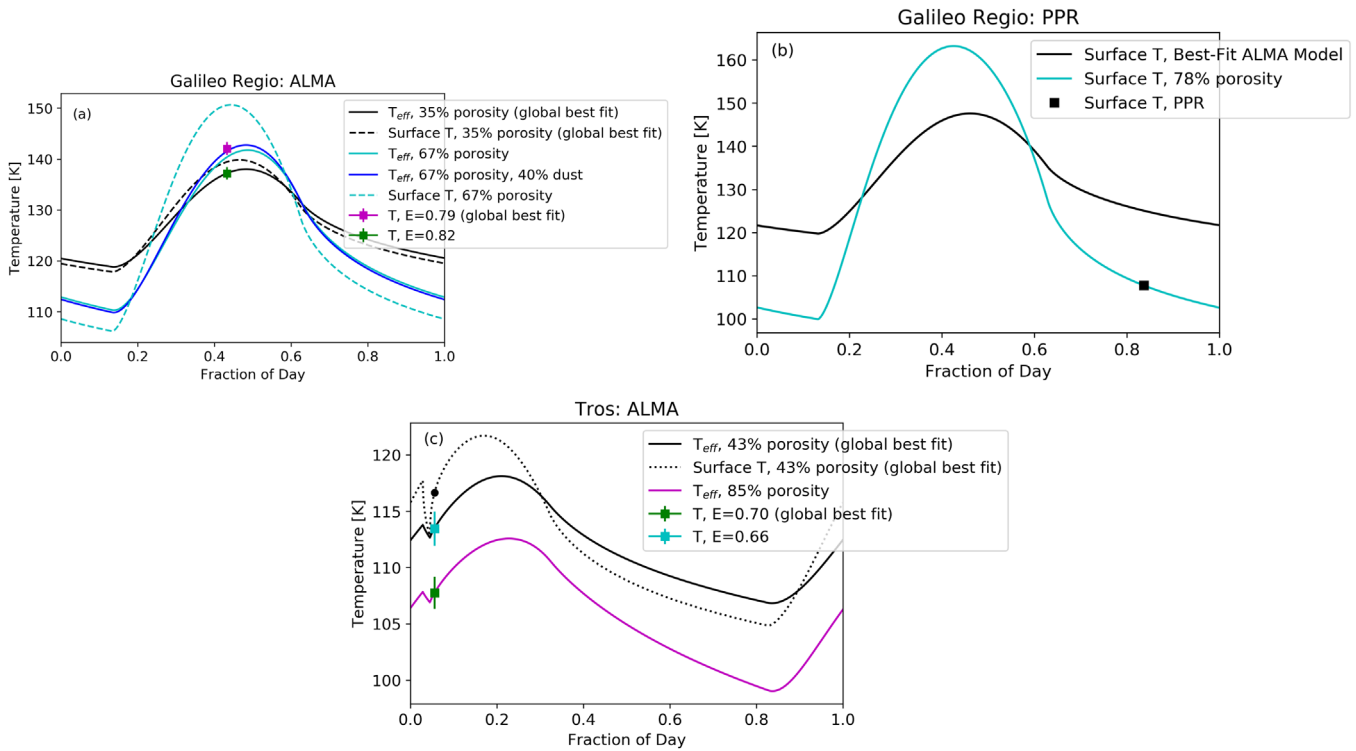 Galileo Regio: ALMA
(a)
Temperature [K]
150
140
130
120
110
0.0 0.2 0.4 0.6 0.8 1.0
Fraction of Day
T_eff, 35% porosity (global best fit)
Surface T, 35% porosity (global best fit)
T_eff, 67% porosity
T_eff, 67% porosity, 40% dust
Surface T, 67% porosity
T, E=0.79 (global best fit)
T, E=0.82
Galileo Regio: PPR
(b)
Temperature [K]
160
150
140
130
120
110
100
0.0 0.2 0.4 0.6 0.8 1.0
Fraction of Day
Surface T, Best-Fit ALMA Model
Surface T, 78% porosity
Surface T, PPR
Tros: ALMA
(c)
Temperature [K]
120
115
110
105
100
0.0 0.2 0.4 0.6 0.8 1.0
Fraction of Day
T_eff, 43% porosity (global best fit)
Surface T, 43% porosity (global best fit)
T_eff, 85% porosity
T, E=0.70 (global best fit)
T, E=0.66